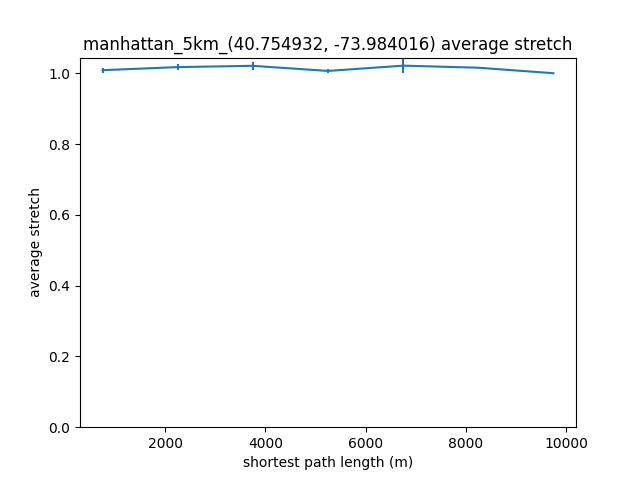 manhattan_5km_(40.754932, -73.984016) average stretch
1.0
0.8
0.6
0.4
0.2
0.0
average stretch
2000 4000 6000 8000 10000
shortest path length (m)